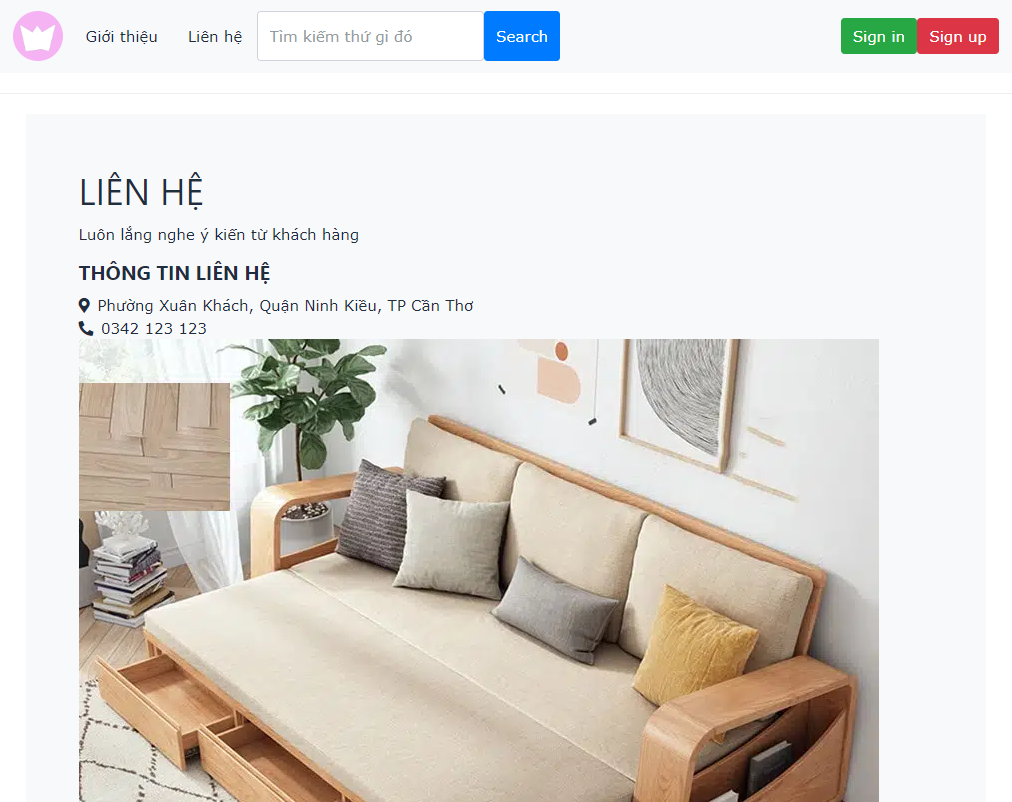 Giới thiệu
Liên hệ
Tìm kiếm thứ gì đó
Search
Sign in
Sign up
LIÊN HỆ
Luôn lắng nghe ý kiến từ khách hàng
THÔNG TIN LIÊN HỆ
Phường Xuân Khách, Quận Ninh Kiều, TP Cần Thơ
0342 123 123